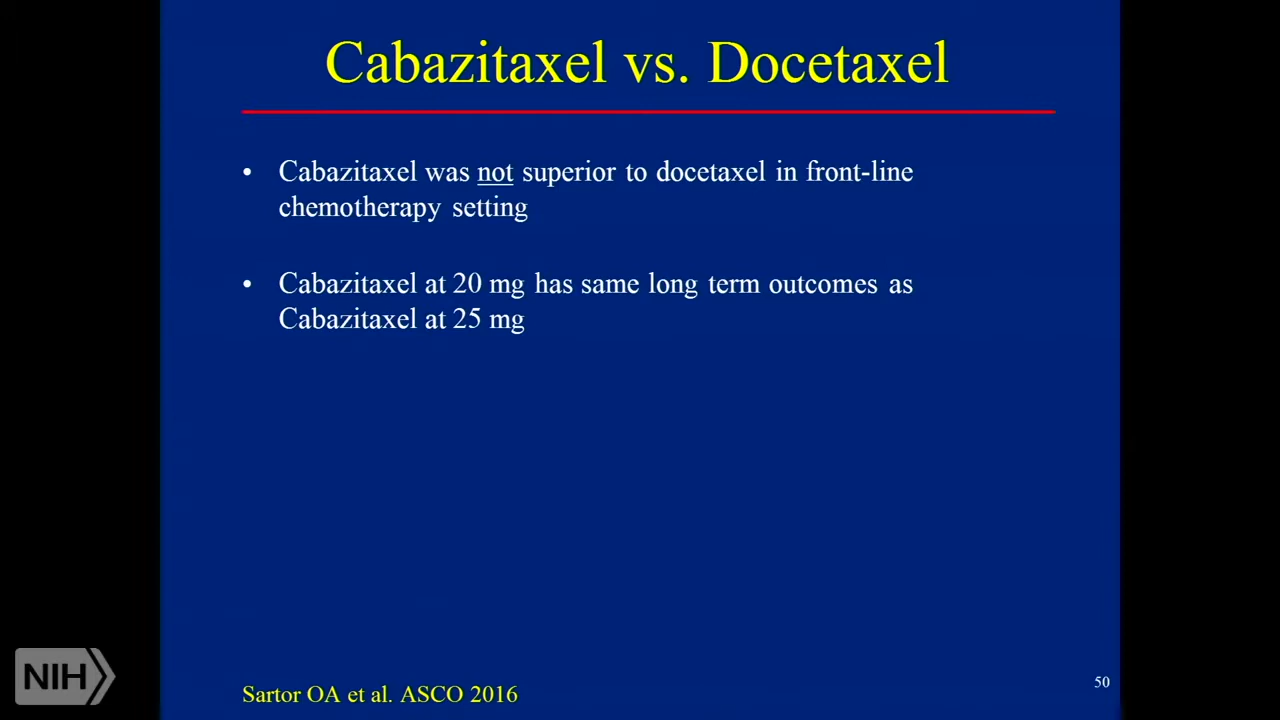 Cabazitaxel vs. Docetaxel
• Cabazitaxel was not superior to docetaxel in front-line
chemotherapy setting
• Cabazitaxel at 20 mg has same long term outcomes as
Cabazitaxel at 25 mg
NIH
Sartor OA et al. ASCO 2016
50